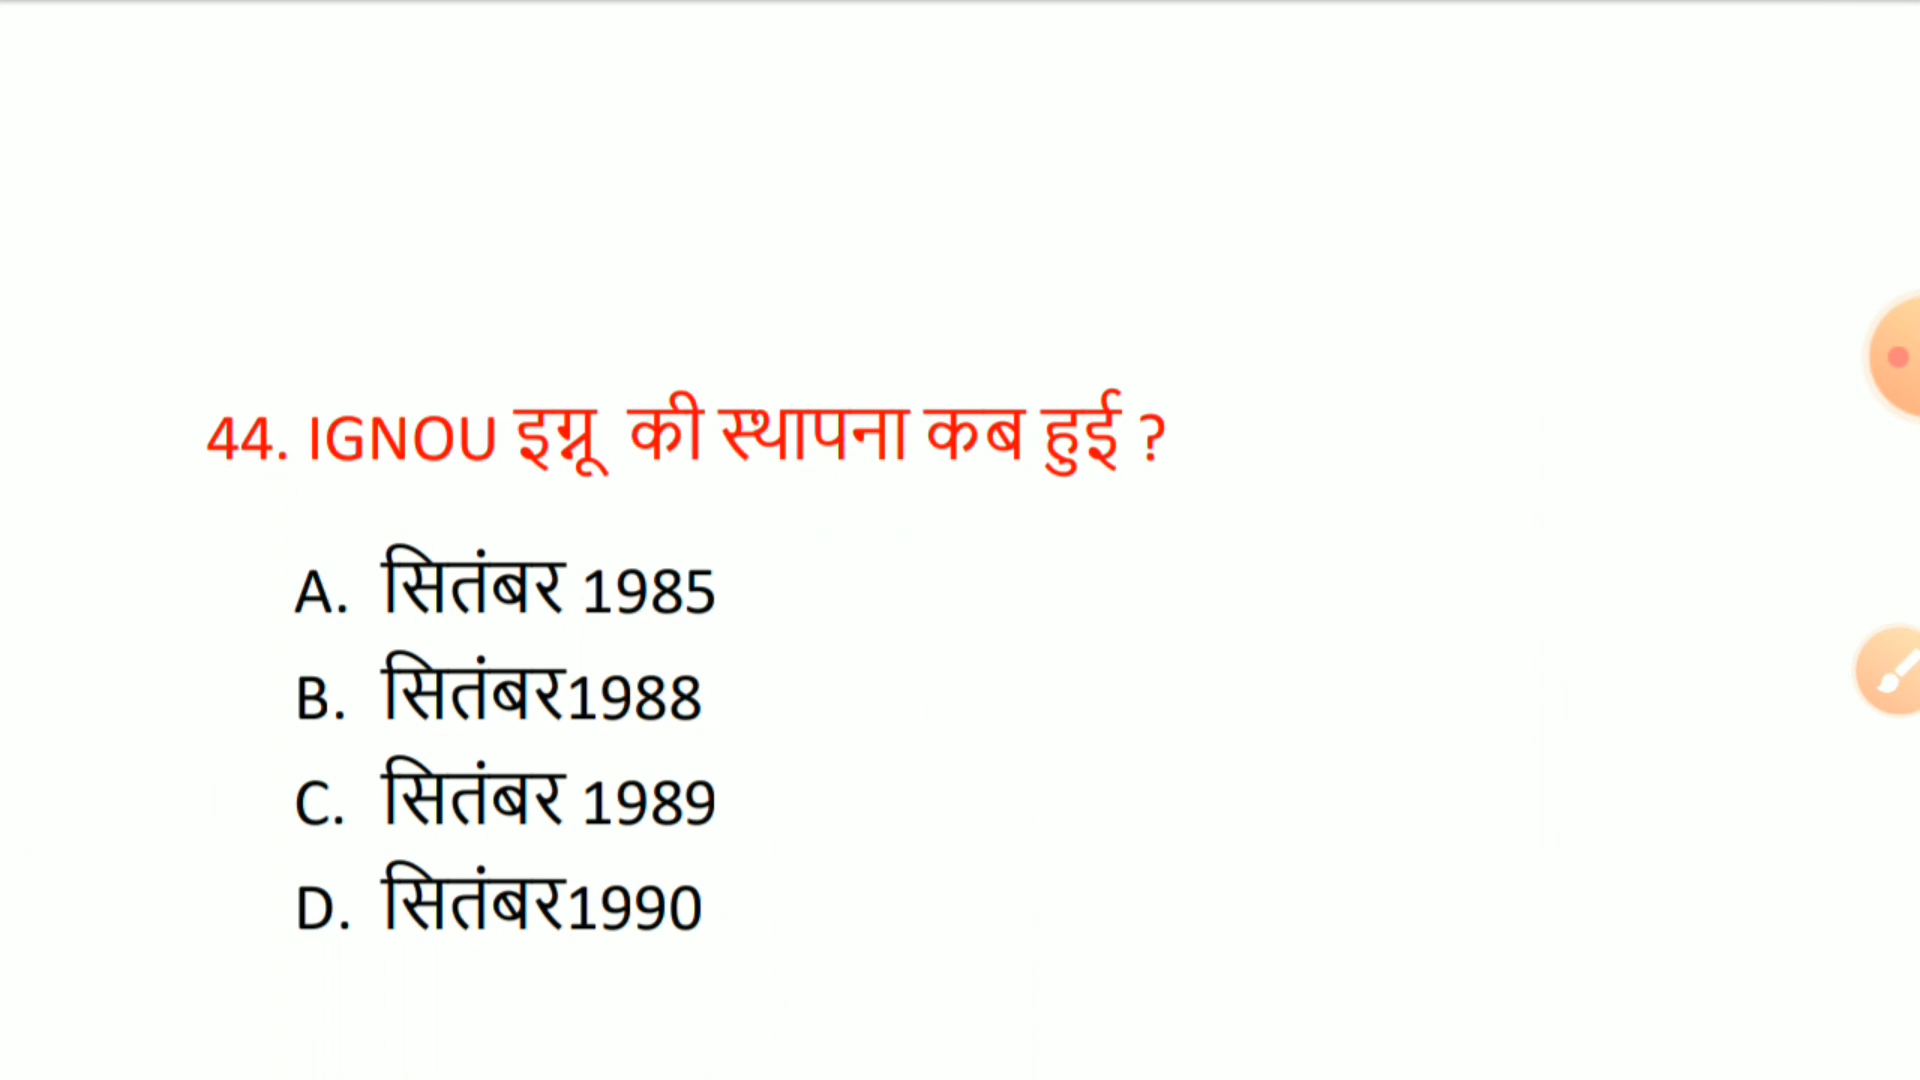 44. IGNOU इग्नू की स्थापना कब हुई ?
A. सितंबर 1985
B. सितंबर1988
C. सितंबर 1989
D. सितंबर1990